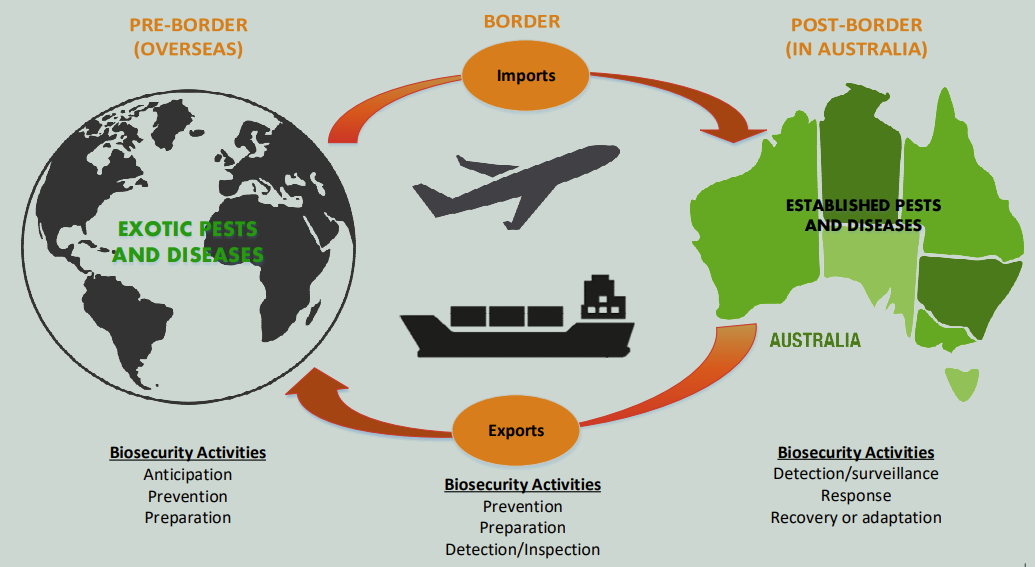 PRE-BORDER
(OVERSEAS)
BORDER
POST-BORDER
(IN AUSTRALIA)
Imports
EXOTIC PESTS
AND DISEASES
ESTABLISHED PESTS
AND DISEASES
AUSTRALIA
Exports
Biosecurity Activities
Anticipation
Prevention
Preparation
Biosecurity Activities
Prevention
Preparation
Detection/Inspection
Biosecurity Activities
Detection/surveillance
Response
Recovery or adaptation